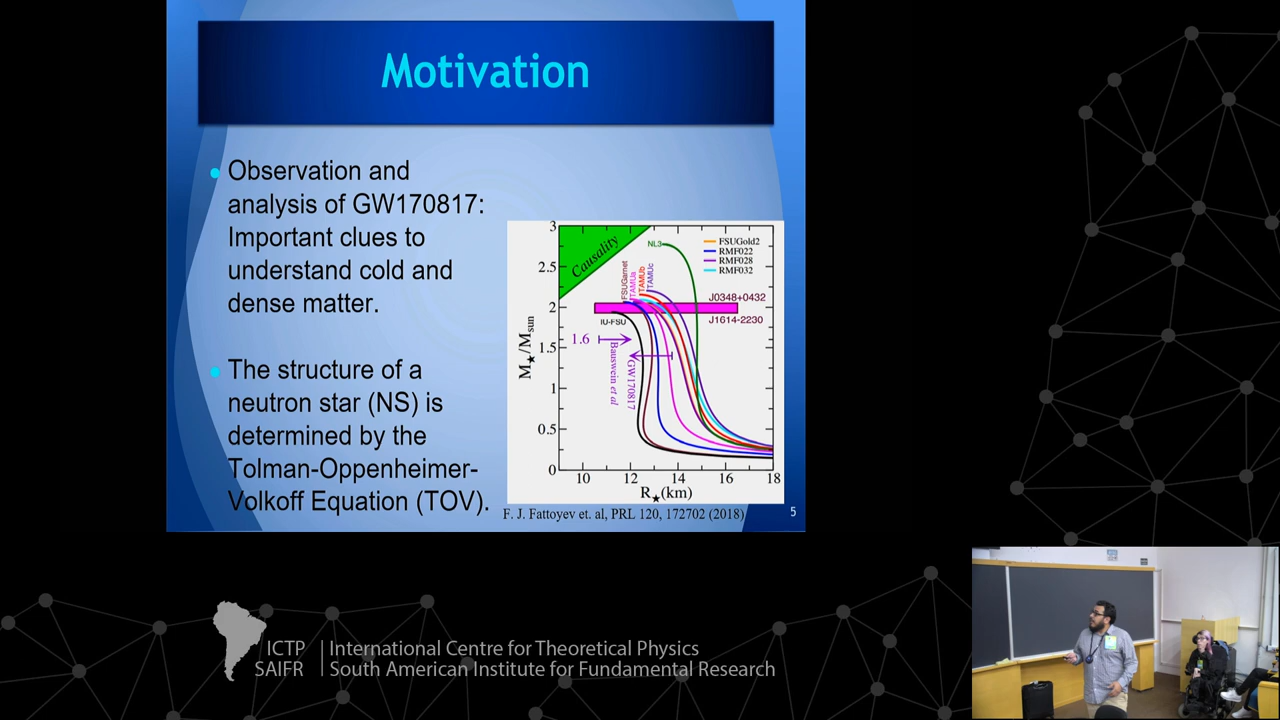 Motivation
Observation and
analysis of GW170817:
Important clues to
understand cold and
dense matter.
The structure of a
neutron star (NS) is
determined by the
Tolman-Oppenheimer-
Volkoff Equation (TOV).
3
2.5
2
1.5
1
0.5
0
M★/Msun
Causality
NL3
FSUGold2
RMF022
RMF028
RMF032
FSUGarnet
TAMUa
TAMUb
TAMUc
J0348+0432
J1614-2230
IU-FSU
1.6
Bauswein et al
GW170817
10 12 14 16 18
R★(km)
F. J. Fattoyev et. al, PRL 120, 172702 (2018)
5
ICTP
SAIFR
International Centre for Theoretical Physics
South American Institute for Fundamental Research